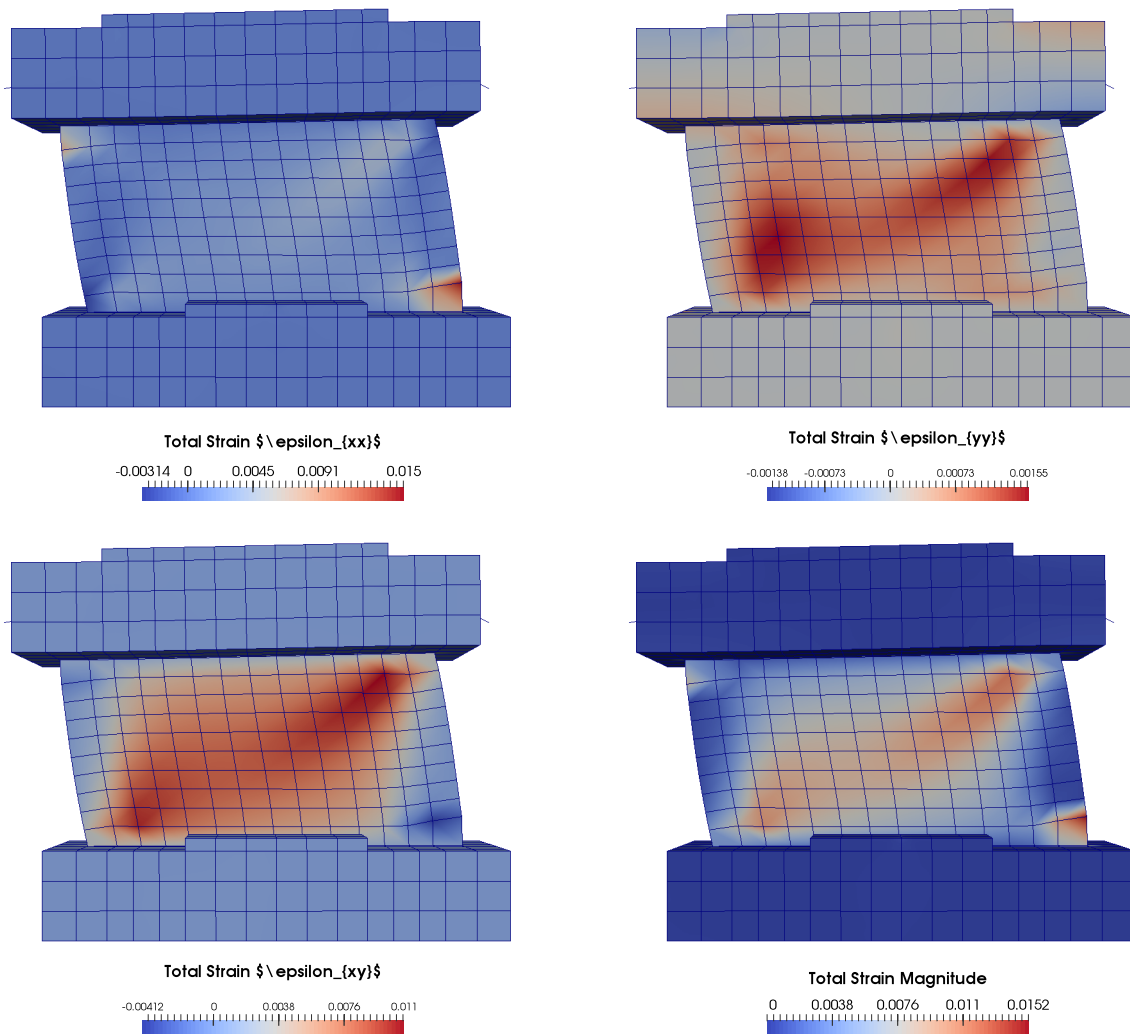 Total Strain $\epsilon_{xx}$
-0.00314 0 0.0045 0.0091 0.015
Total Strain $\epsilon_{yy}$
-0.00138 -0.00073 0 0.00073 0.00155
Total Strain $\epsilon_{xy}$
-0.00412 0 0.0038 0.0076 0.011
Total Strain Magnitude
0 0.0038 0.0076 0.011 0.0152